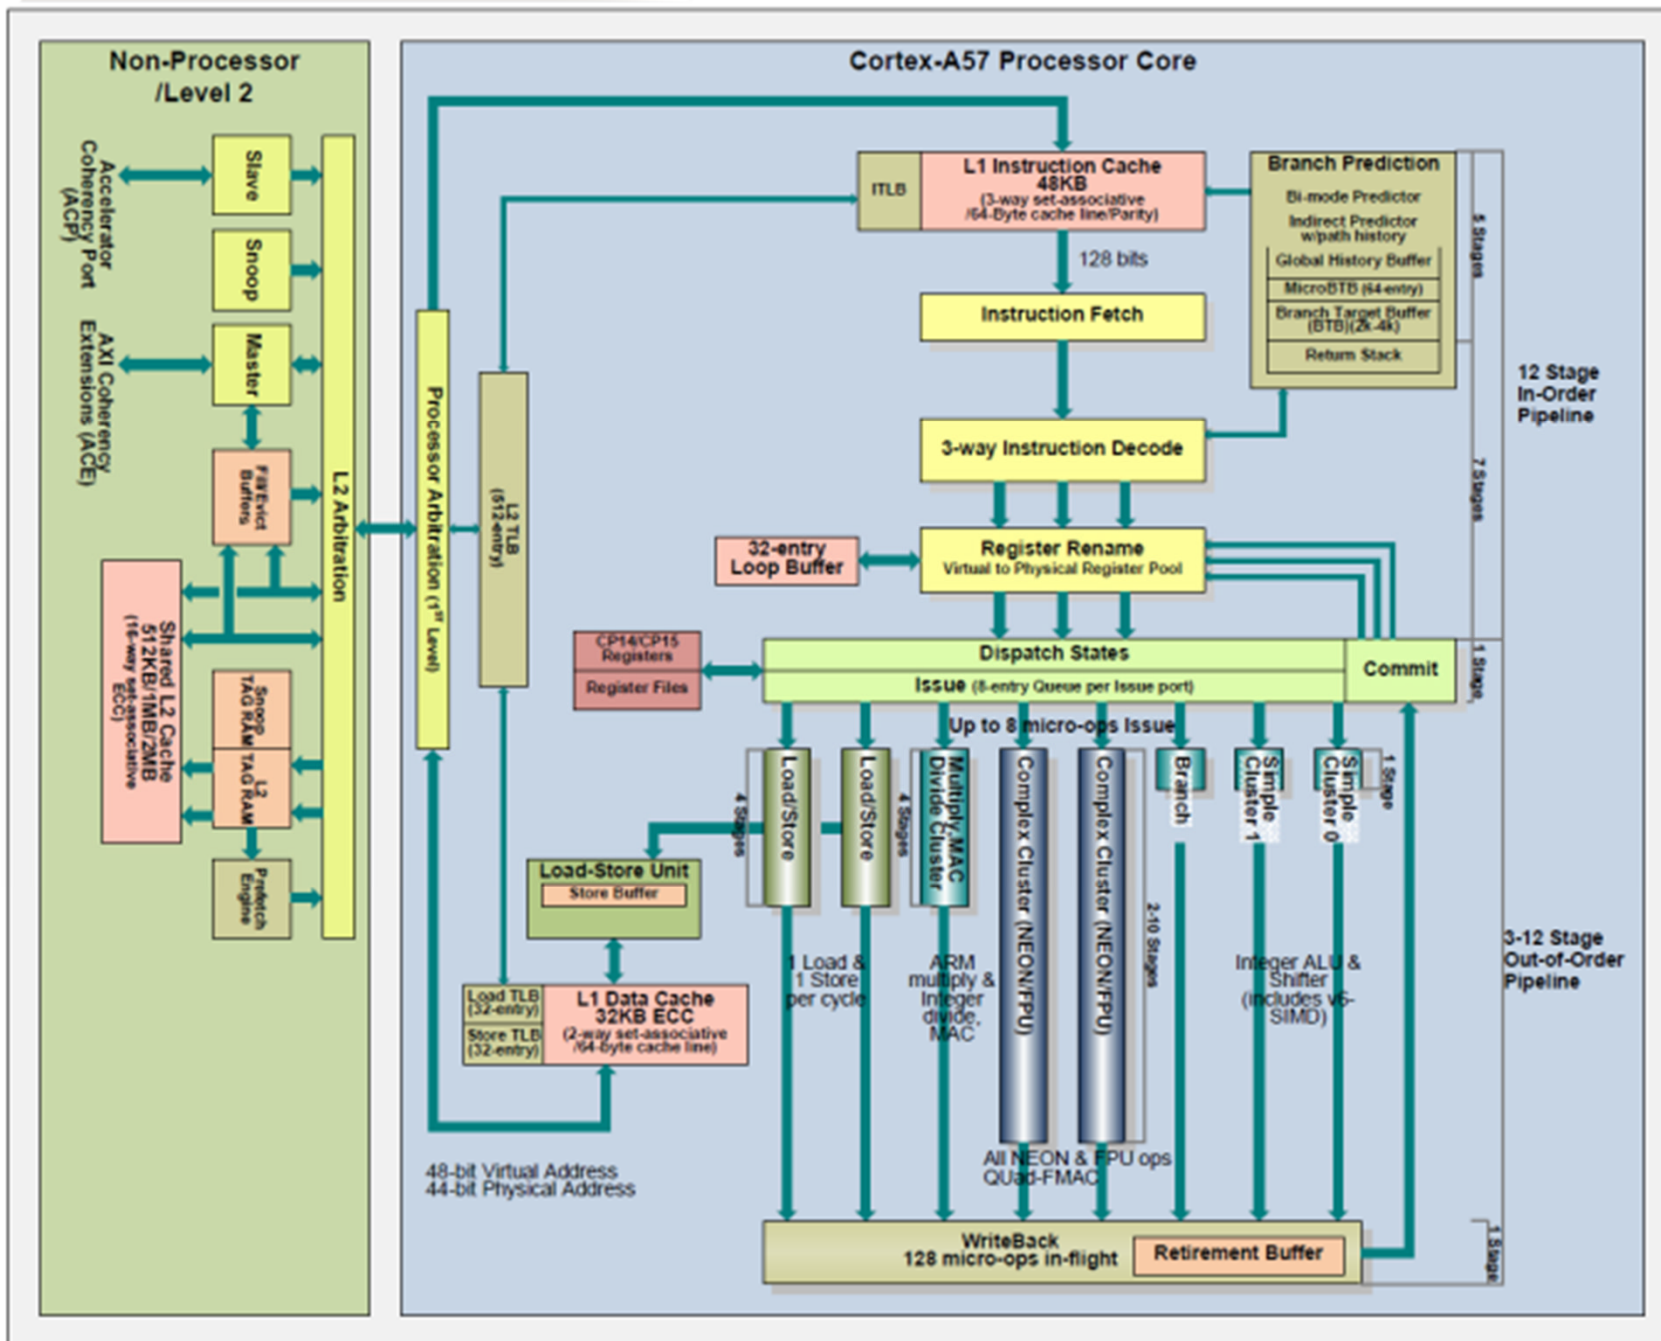 Non-Processor
/Level 2
Accelerator
Coherency Port
(ACP)
AXI Coherency
Extensions (ACE)
Slave
Snoop
Master
Fill/Evict
Buffers
L2 Arbitration
Shared L2 Cache
512KB/1MB/2MB
(16-way set-associative
ECC)
Snoop
TAG RAM
L2
TAG RAM
Prefetch
Engine
Cortex-A57 Processor Core
Processor Arbitration (1ST Level)
L2 TLB
(512-entry)
ITLB
L1 Instruction Cache
48KB
(3-way set-associative
/64-Byte cache line/Parity)
128 bits
Instruction Fetch
Branch Prediction
Bi-mode Predictor
Indirect Predictor
w/path history
Global History Buffer
MicroBTB (64-entry)
Branch Target Buffer
(BTB)(2k-4k)
Return Stack
5 Stages
7 Stages
12 Stage
In-Order
Pipeline
3-way Instruction Decode
32-entry
Loop Buffer
Register Rename
Virtual to Physical Register Pool
CP14/CP15
Registers
Register Files
Dispatch States
Issue (8-entry Queue per Issue port)
Commit
1 Stage
Up to 8 micro-ops Issue
4 Stages
Load/Store
Load/Store
4 Stages
Multiply,MAC
Divide Cluster
Complex Cluster (NEON/FPU)
Complex Cluster (NEON/FPU)
2-10 Stages
Branch
Simple
Cluster 1
Simple
Cluster 0
1 Stage
Load-Store Unit
Store Buffer
Load TLB
(32-entry)
Store TLB
(32-entry)
L1 Data Cache
32KB ECC
(2-way set-associative
/64-byte cache line)
1 Load &
1 Store
per cycle
ARM
multiply &
Integer
divide,
MAC
Integer ALU &
Shifter
(includes v6-
SIMD)
3-12 Stage
Out-of-Order
Pipeline
All NEON & FPU ops
QUad-FMAC
48-bit Virtual Address
44-bit Physical Address
WriteBack
128 micro-ops in-flight
Retirement Buffer
1 Stage